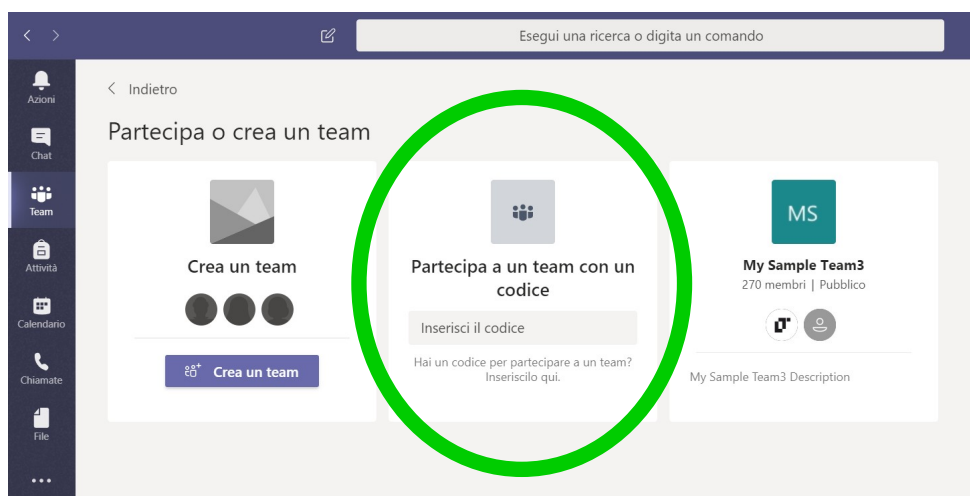 Esegui una ricerca o digita un comando
Azioni
Chat
Team
Attività
Calendario
Chiamate
File
Indietro
Partecipa o crea un team
Crea un team
Crea un team
Partecipa a un team con un
codice
Inserisci il codice
Hai un codice per partecipare a un team?
Inseriscilo qui.
MS
My Sample Team3
270 membri | Pubblico
My Sample Team3 Description